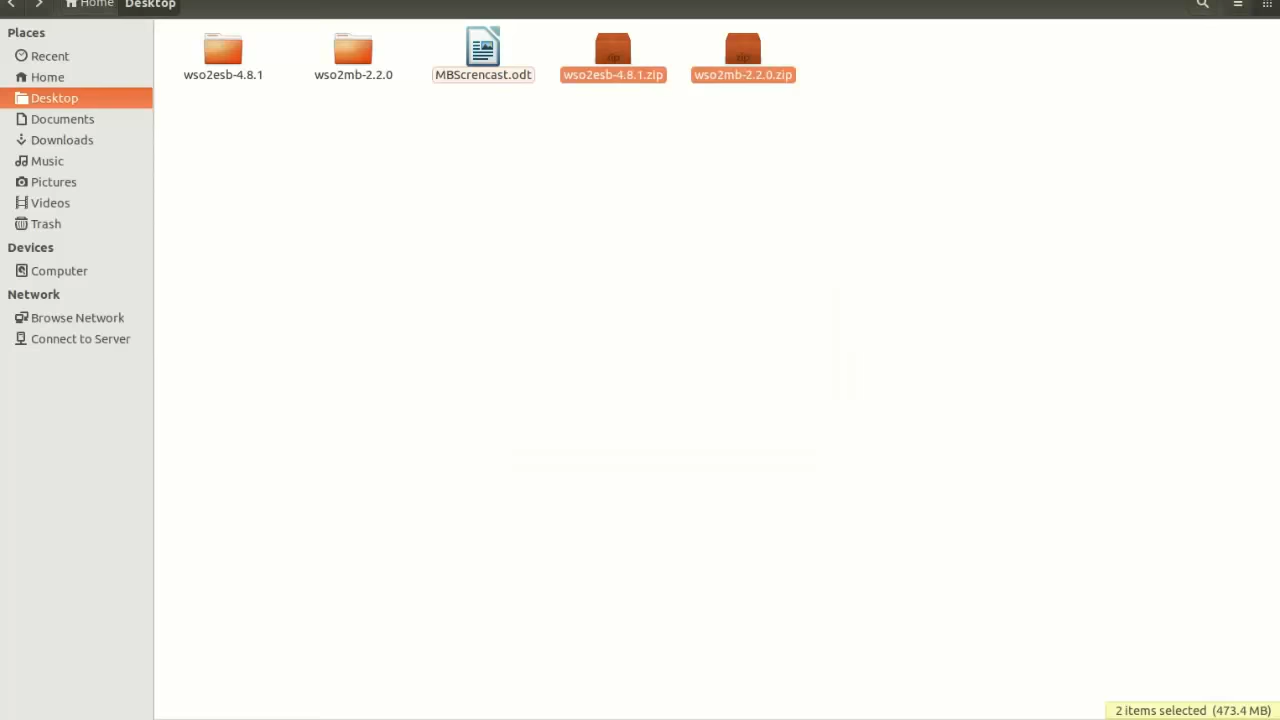 Home
Desktop
Places
Recent
Home
Desktop
Documents
Downloads
Music
Pictures
Videos
Trash
Devices
Computer
Network
Browse Network
Connect to Server
wso2esb-4.8.1
wso2mb-2.2.0
MBScrencast.odt
zip
wso2esb-4.8.1.zip
zip
wso2mb-2.2.0.zip
2 items selected (473.4 MB)